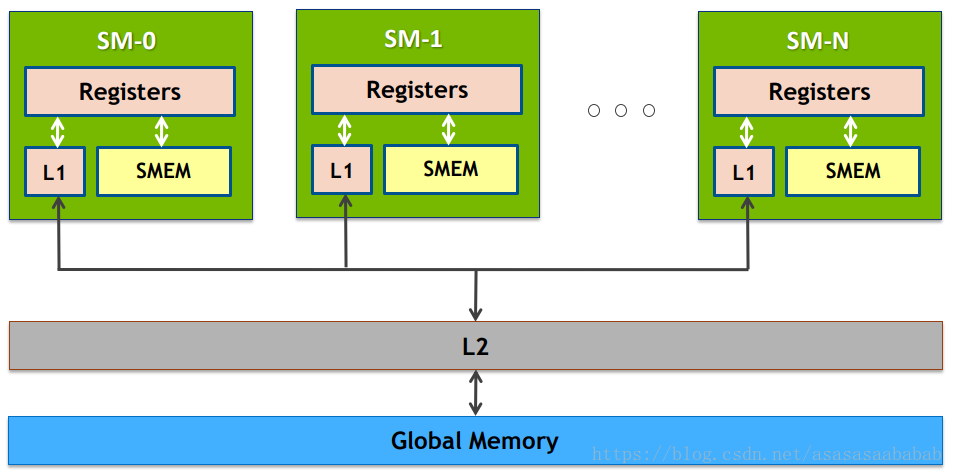 SM-0
Registers
L1
SMEM
SM-1
Registers
L1
SMEM
SM-N
Registers
L1
SMEM
L2
Global Memory
https://blog.csdn.net/asasasaababab